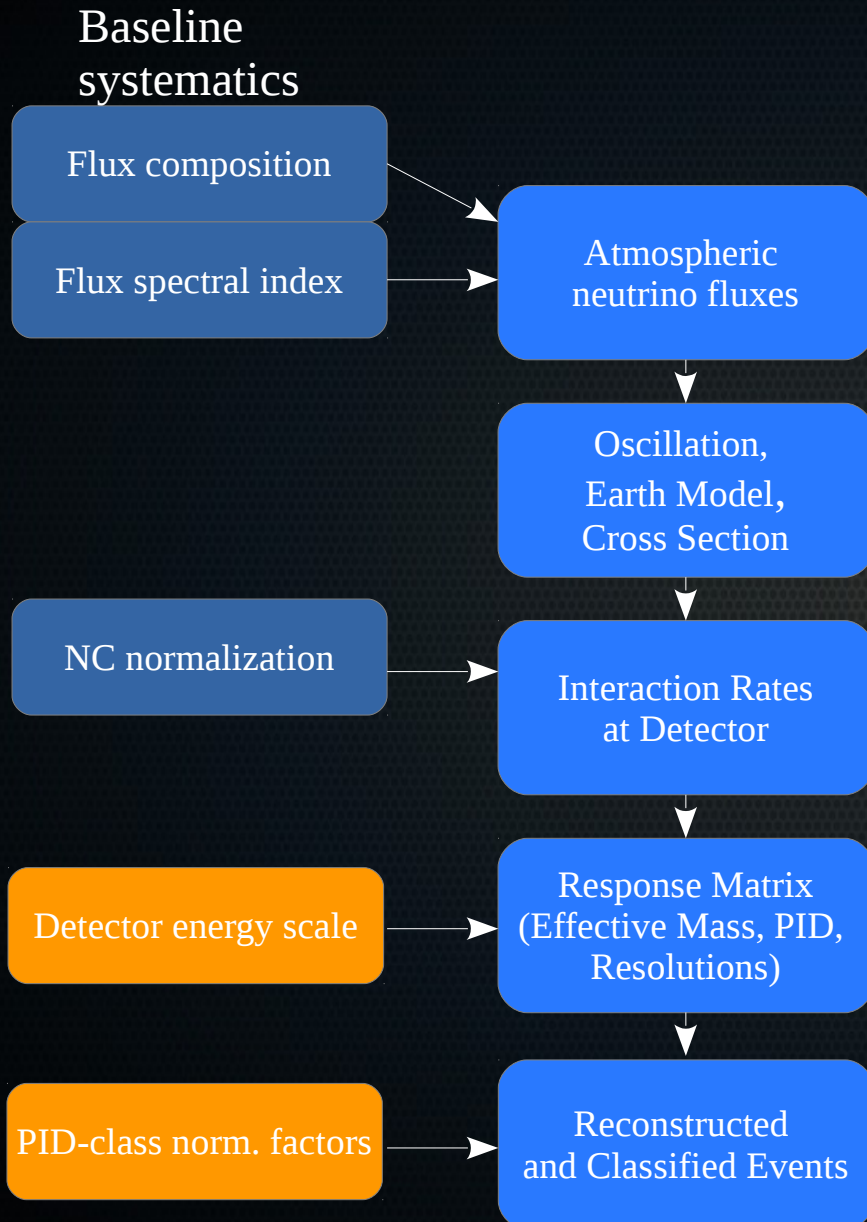 Baseline
systematics
Flux composition
Flux spectral index
Atmospheric
neutrino fluxes
Oscillation,
Earth Model,
Cross Section
NC normalization
Interaction Rates
at Detector
Detector energy scale
Response Matrix
(Effective Mass, PID,
Resolutions)
PID-class norm. factors
Reconstructed
and Classified Events